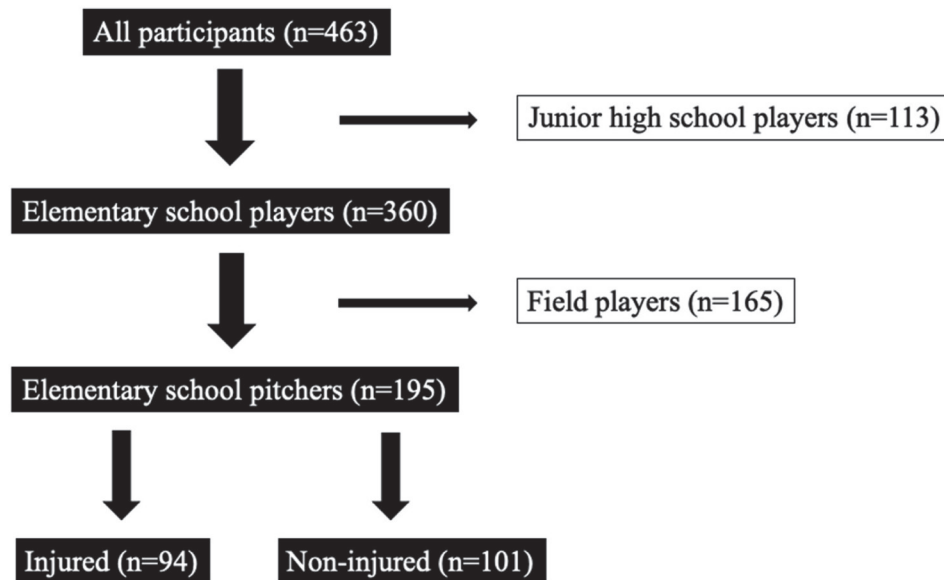 All participants (n=463)
Junior high school players (n=113)
Elementary school players (n=360)
Field players (n=165)
Elementary school pitchers (n=195)
Injured (n=94)
Non-injured (n=101)